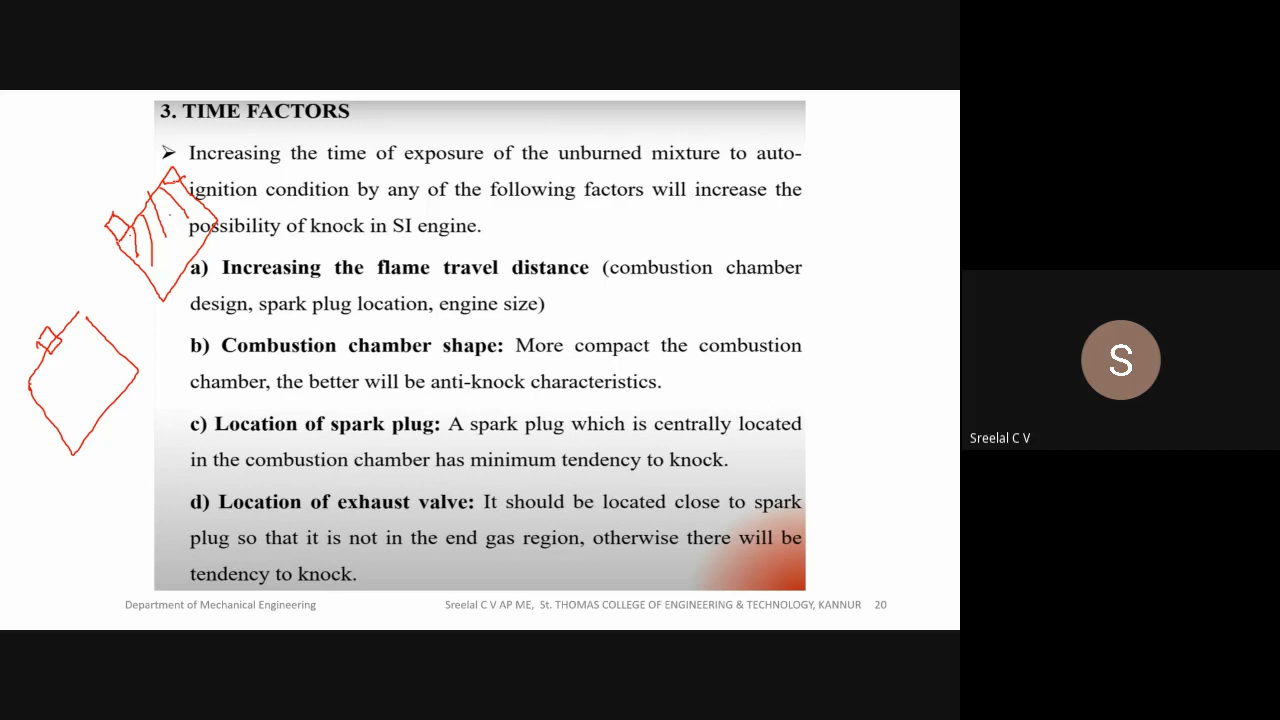 3. TIME FACTORS
➤ Increasing the time of exposure of the unburned mixture to auto-
ignition condition by any of the following factors will increase the
possibility of knock in SI engine.
a) Increasing the flame travel distance (combustion chamber
design, spark plug location, engine size)
b) Combustion chamber shape: More compact the combustion
chamber, the better will be anti-knock characteristics.
c) Location of spark plug: A spark plug which is centrally located
in the combustion chamber has minimum tendency to knock.
d) Location of exhaust valve: It should be located close to spark
plug so that it is not in the end gas region, otherwise there will be
tendency to knock.
Department of Mechanical Engineering
Sreelal C V AP ME, St. THOMAS COLLEGE OF ENGINEERING & TECHNOLOGY, KANNUR 20
S
Sreelal C V